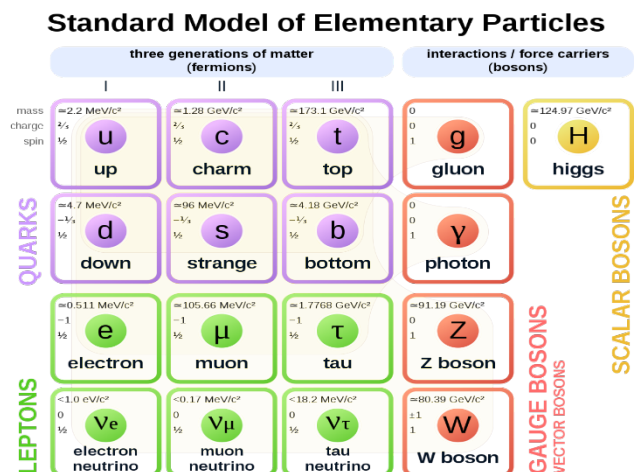 Standard Model of Elementary Particles
three generations of matter
(fermions)
interactions / force carriers
(bosons)
I II III
mass
charge
spin
≃2.2 MeV/c²
⅔
½
u
up
≃1.28 GeV/c²
⅔
½
c
charm
≃173.1 GeV/c²
⅔
½
t
top
0
0
1
g
gluon
≃124.97 GeV/c²
0
0
H
higgs
QUARKS
≃4.7 MeV/c²
−⅓
½
d
down
≃96 MeV/c²
−⅓
½
s
strange
≃4.18 GeV/c²
−⅓
½
b
bottom
0
0
1
γ
photon
SCALAR BOSONS
LEPTONS
≃0.511 MeV/c²
−1
½
e
electron
≃105.66 MeV/c²
−1
½
μ
muon
≃1.7768 GeV/c²
−1
½
τ
tau
≃91.19 GeV/c²
0
1
Z
Z boson
GAUGE BOSONS
VECTOR BOSONS
<1.0 eV/c²
0
½
νe
electron
neutrino
<0.17 MeV/c²
0
½
νμ
muon
neutrino
<18.2 MeV/c²
0
½
ντ
tau
neutrino
≃80.39 GeV/c²
±1
1
W
W boson